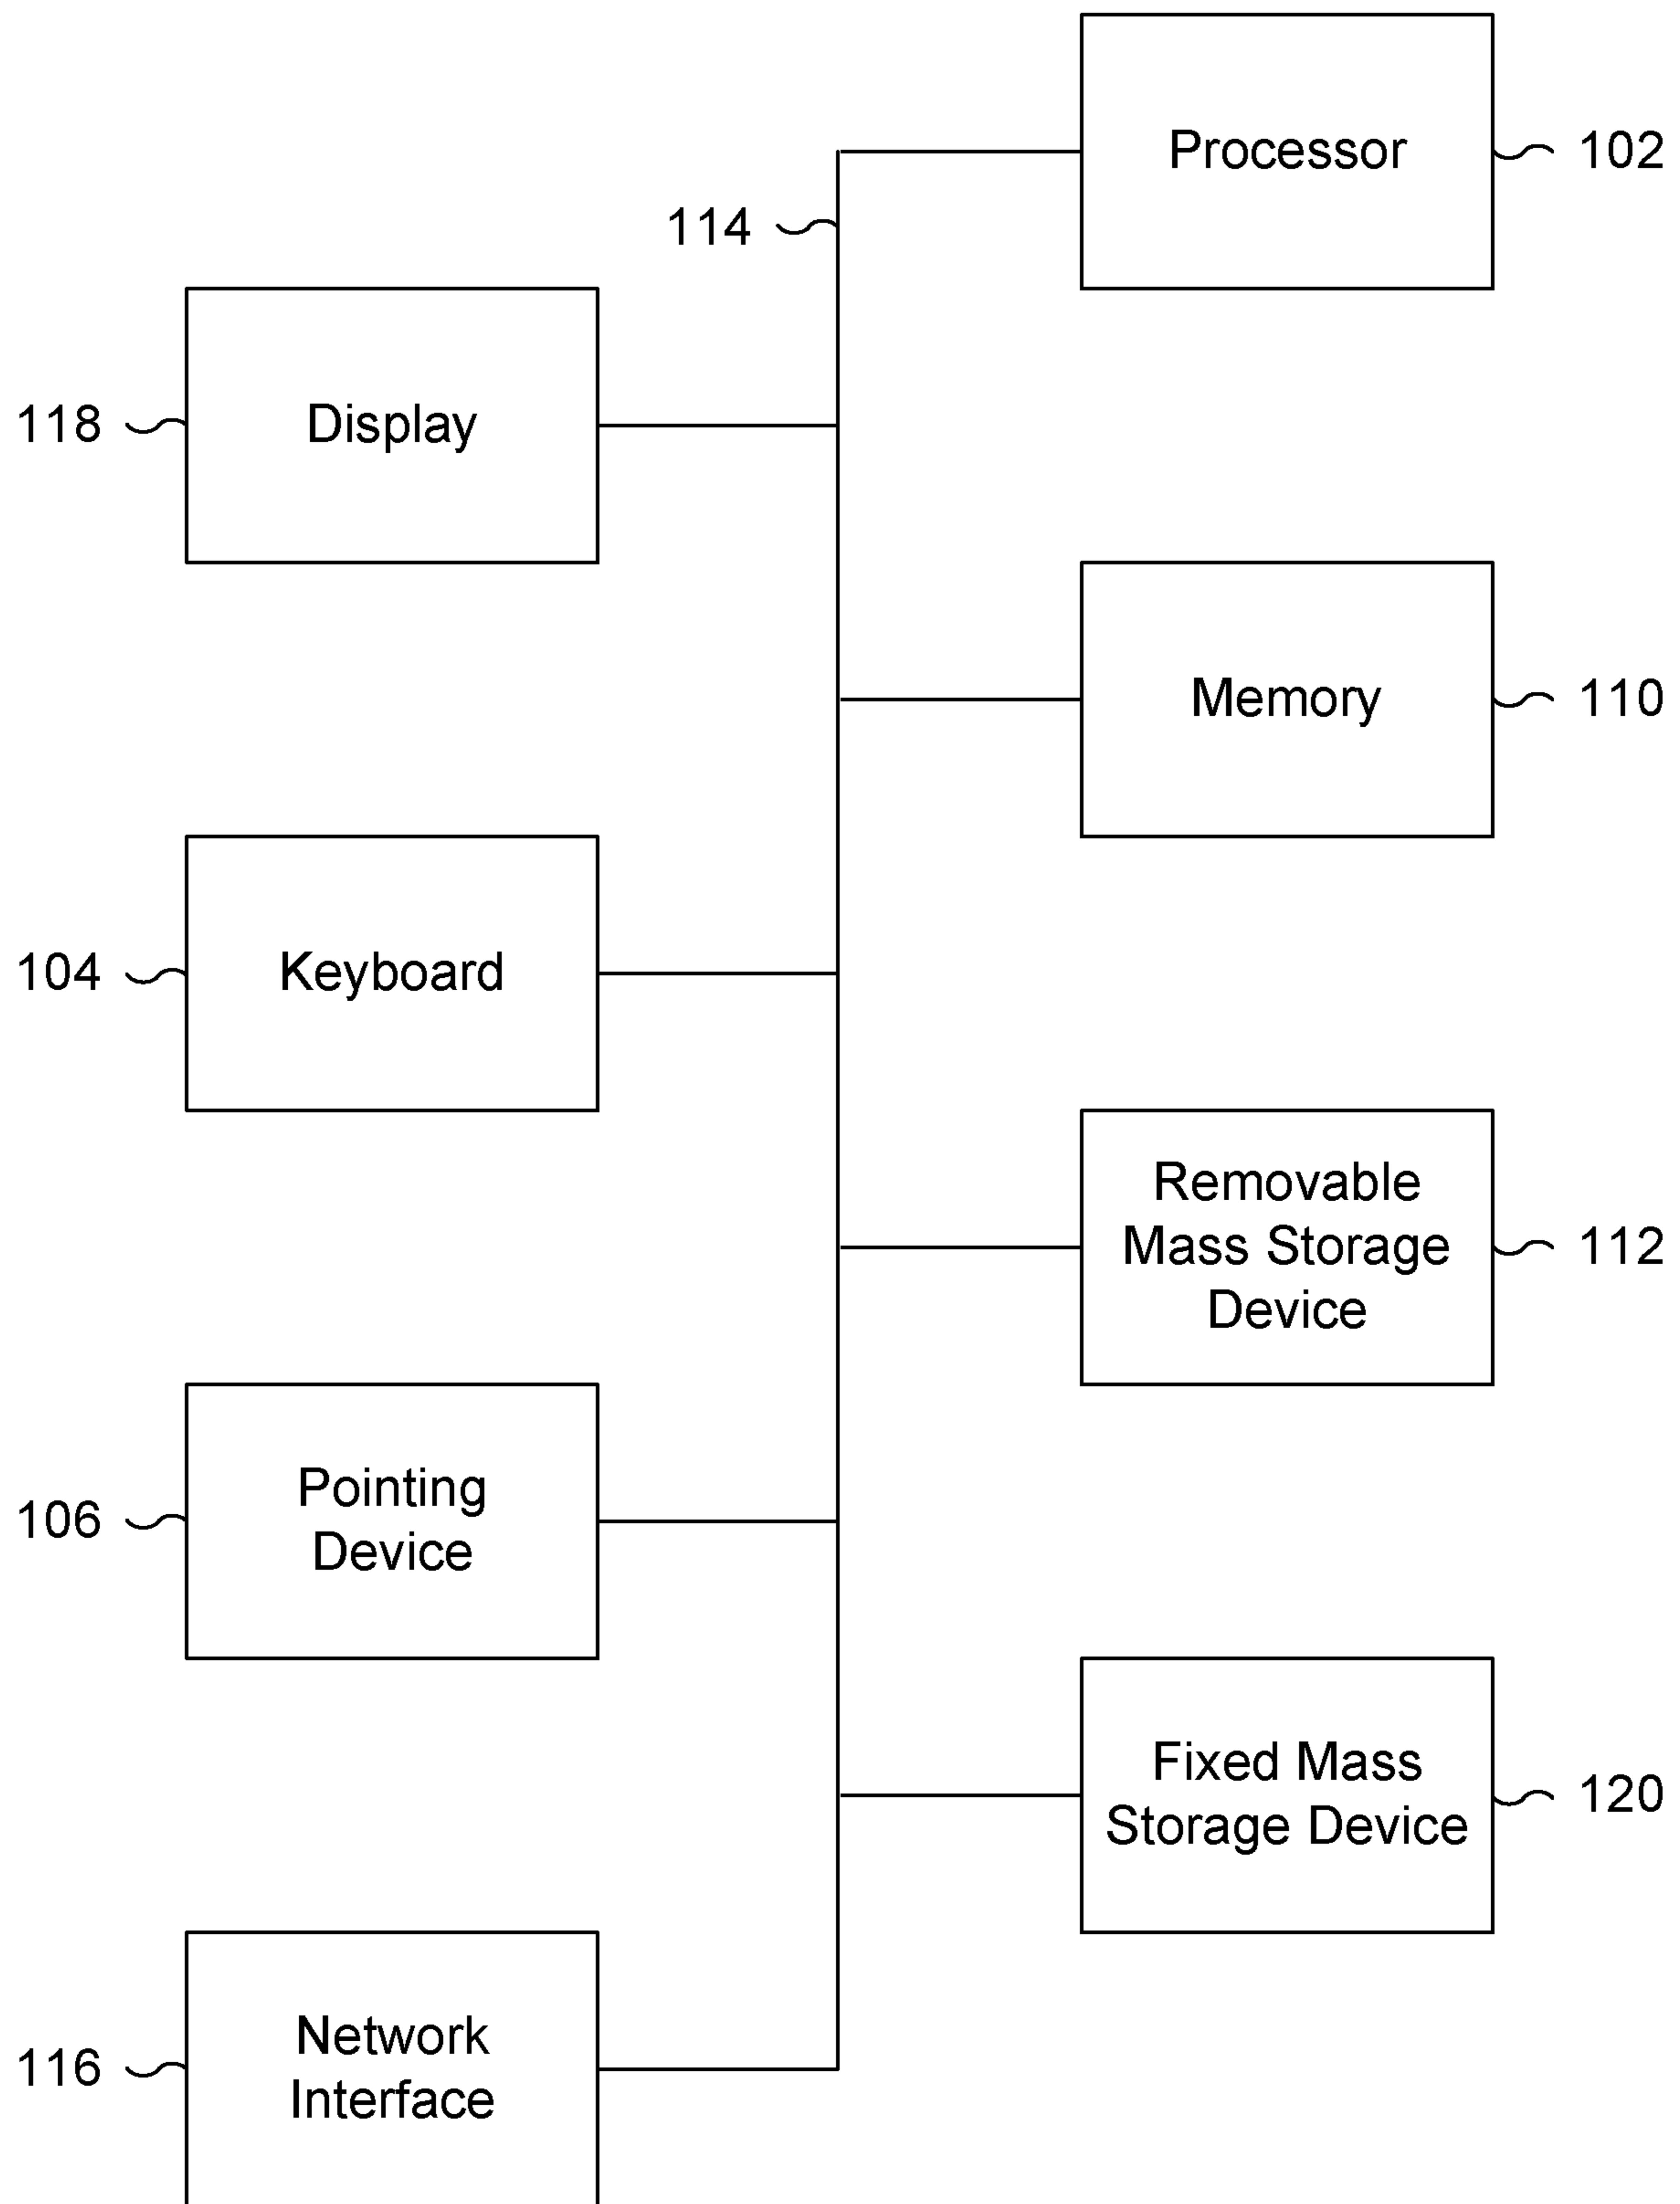 Processor
102
114
118
Display
Memory
110
104
Keyboard
Removable
Mass Storage
Device
112
106
Pointing
Device
Fixed Mass
Storage Device
120
116
Network
Interface